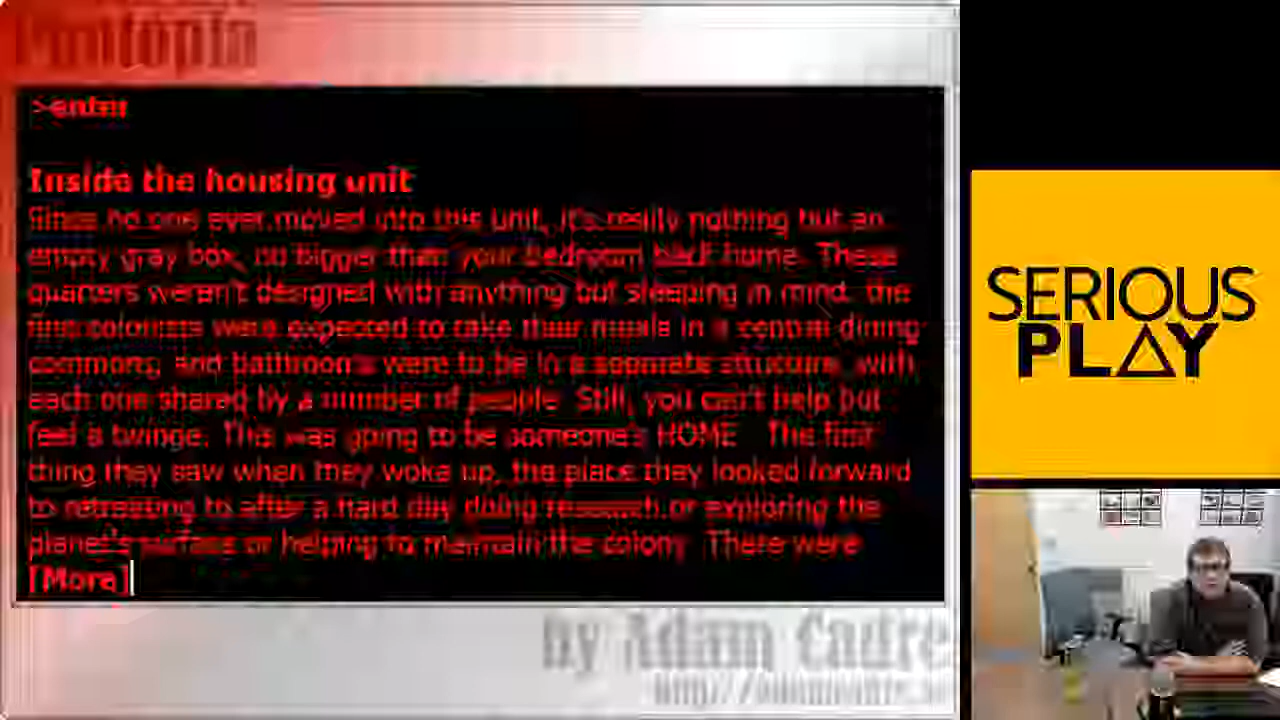 Photopia
>enter
Inside the housing unit
Since no one ever moved into this unit, it's really nothing but an
empty gray box, no bigger than your bedroom back home. These
quarters weren't designed with anything but sleeping in mind: the
first colonists were expected to take their meals in a central dining
commons, and bathrooms were to be in a separate structure, with
each one shared by a number of people. Still, you can't help but
feel a twinge. This was going to be someone's HOME. The first
thing they saw when they woke up, the place they looked forward
to retreating to after a hard day doing research or exploring the
planet's surface or helping to maintain the colony. There were
[More]
by Adam Cadre
SERIOUS
PLAY